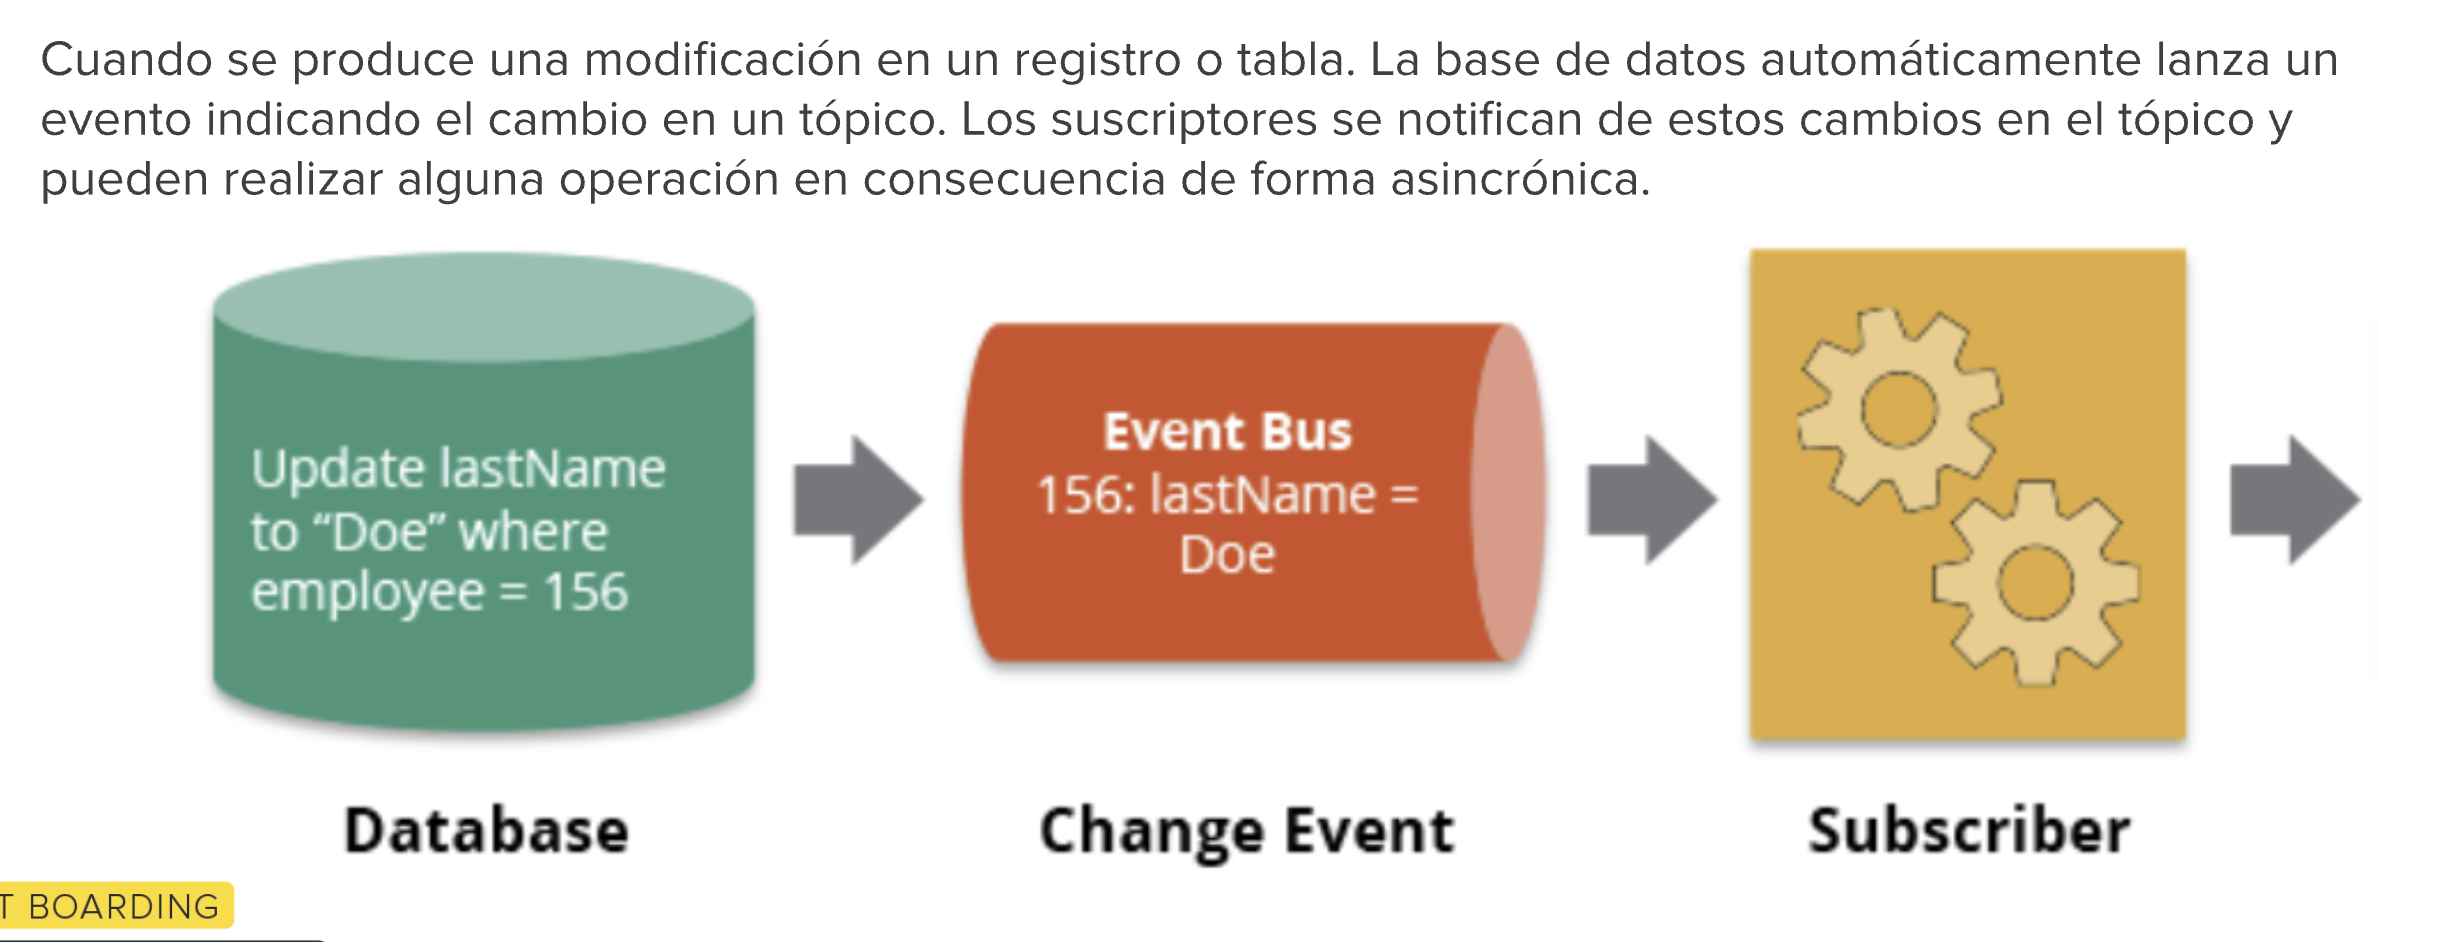 Cuando se produce una modificación en un registro o tabla. La base de datos automáticamente lanza un
evento indicando el cambio en un tópico. Los suscriptores se notifican de estos cambios en el tópico y
pueden realizar alguna operación en consecuencia de forma asincrónica.
Update lastName
to “Doe” where
employee = 156
Event Bus
156: lastName =
Doe
Database
Change Event
Subscriber
T BOARDING